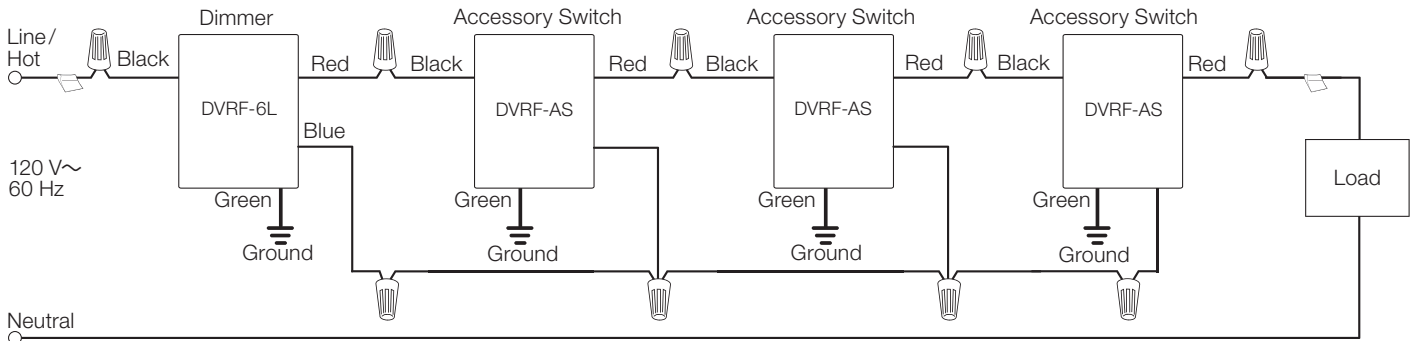 Dimmer
Accessory Switch
Accessory Switch
Accessory Switch
Line/
Hot
Black
Red
Black
Red
Black
Red
Black
Red
DVRF-6L
DVRF-AS
DVRF-AS
DVRF-AS
Blue
120 V~
60 Hz
Load
Green
Green
Green
Green
Ground
Ground
Ground
Ground
Neutral